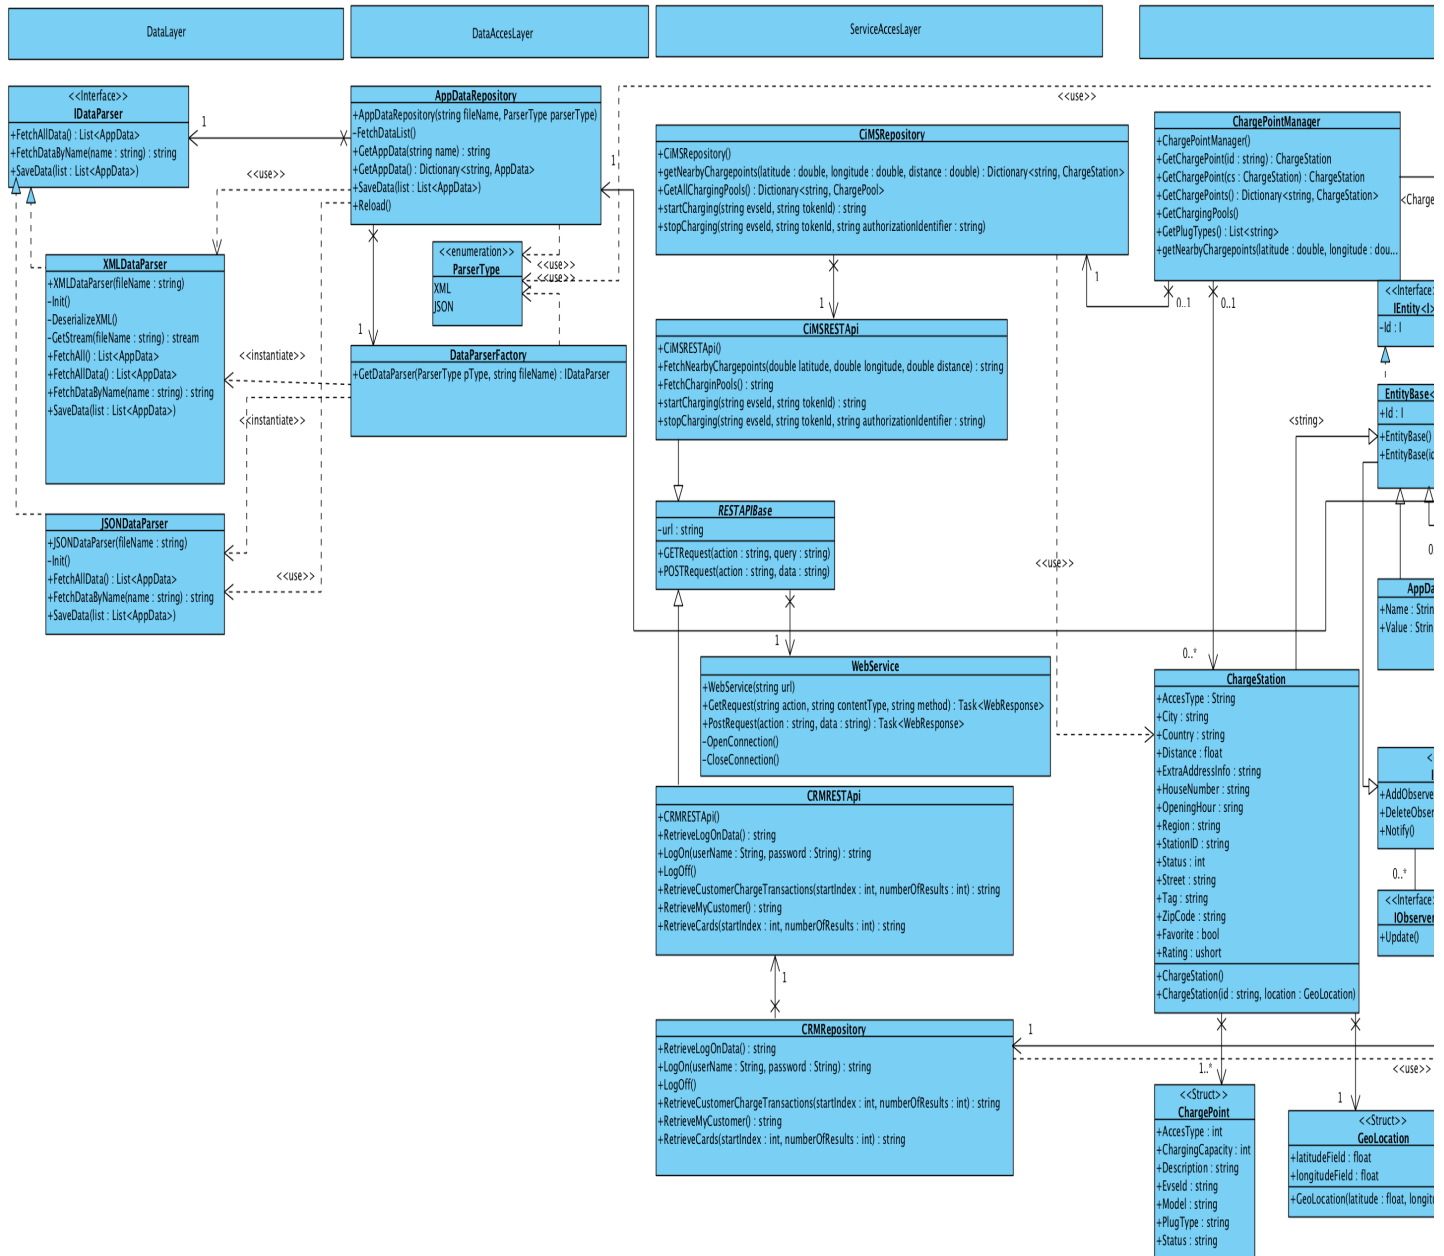 DataLayer
DataAccesLayer
ServiceAccesLayer
<<Interface>>
IDataParser
+FetchAllData() : List<AppData>
+FetchDataByName(name : string) : string
+SaveData(list : List<AppData>)
1
<<use>>
XMLDataParser
+XMLDataParser(fileName : string)
-Init()
-DeserializeXML()
-GetStream(fileName : string) : stream
+FetchAll() : List<AppData>
+FetchAllData() : List<AppData>
+FetchDataByName(name : string) : string
+SaveData(list : List<AppData>)
<<instantiate>>
<<instantiate>>
JSONDataParser
+JSONDataParser(fileName : string)
-Init()
+FetchAllData() : List<AppData>
+FetchDataByName(name : string) : string
+SaveData(list : List<AppData>)
<<use>>
AppDataRepository
+AppDataRepository(string fileName, ParserType parserType)
-FetchDataList()
+GetAppData(string name) : string
+GetAppData() : Dictionary<string, AppData>
+SaveData(list : List<AppData>)
+Reload()
1
<<enumeration>>
ParserType
XML
JSON
<<use>>
<<use>>
1
DataParserFactory
+GetDataParser(ParserType pType, string fileName) : IDataParser
<<use>>
CiMSRepository
+CiMSRepository()
+getNearbyChargepoints(latitude : double, longitude : double, distance : double) : Dictionary<string, ChargeStation>
+GetAllChargingPools() : Dictionary<string, ChargePool>
+startCharging(string evseId, string tokenId) : string
+stopCharging(string evseId, string tokenId, string authorizationIdentifier : string)
1
1
0..1
0..1
CiMSRESTApi
+CiMSRESTApi()
+FetchNearbyChargepoints(double latitude, double longitude, double distance) : string
+FetchCharginPools() : string
+startCharging(string evseId, string tokenId) : string
+stopCharging(string evseId, string tokenId, string authorizationIdentifier : string)
RESTAPIBase
-url : string
+GETRequest(action : string, query : string)
+POSTRequest(action : string, data : string)
<<use>>
1
WebService
+WebService(string url)
+GetRequest(string action, string contentType, string method) : Task<WebResponse>
+PostRequest(action : string, data : string) : Task<WebResponse>
-OpenConnection()
-CloseConnection()
CRMRESTApi
+CRMRESTApi()
+RetrieveLogOnData() : string
+LogOn(userName : String, password : String) : string
+LogOff()
+RetrieveCustomerChargeTransactions(startIndex : int, numberOfResults : int) : string
+RetrieveMyCustomer() : string
+RetrieveCards(startIndex : int, numberOfResults : int) : string
1
CRMRepository
+RetrieveLogOnData() : string
+LogOn(userName : String, password : String) : string
+LogOff()
+RetrieveCustomerChargeTransactions(startIndex : int, numberOfResults : int) : string
+RetrieveMyCustomer() : string
+RetrieveCards(startIndex : int, numberOfResults : int) : string
1
<<use>>
ChargePointManager
+ChargePointManager()
+GetChargePoint(id : string) : ChargeStation
+GetChargePoint(cs : ChargeStation) : ChargeStation
+GetChargePoints() : Dictionary<string, ChargeStation>
+GetChargingPools()
+GetPlugTypes() : List<string>
+getNearbyChargepoints(latitude : double, longitude : dou...
<Charge
<<Interface>
IEntity<I>
-Id : I
EntityBase<
+Id : I
+EntityBase()
+EntityBase(id
<string>
0
AppDa
+Name : Strin
+Value : Strin
0..*
ChargeStation
+AccesType : String
+City : string
+Country : string
+Distance : float
+ExtraAddressInfo : string
+HouseNumber : string
+OpeningHour : sring
+Region : string
+StationID : string
+Status : int
+Street : string
+Tag : string
+ZipCode : string
+Favorite : bool
+Rating : ushort
+ChargeStation()
+ChargeStation(id : string, location : GeoLocation)
<
I
+AddObserve
+DeleteObser
+Notify()
0..*
<<Interface>
IObserver
+Update()
1..*
1
<<Struct>>
ChargePoint
+AccesType : int
+ChargingCapacity : int
+Description : string
+EvseId : string
+Model : string
+PlugType : string
+Status : string
<<Struct>>
GeoLocation
+latitudeField : float
+longitudeField : float
+GeoLocation(latitude : float, longitu